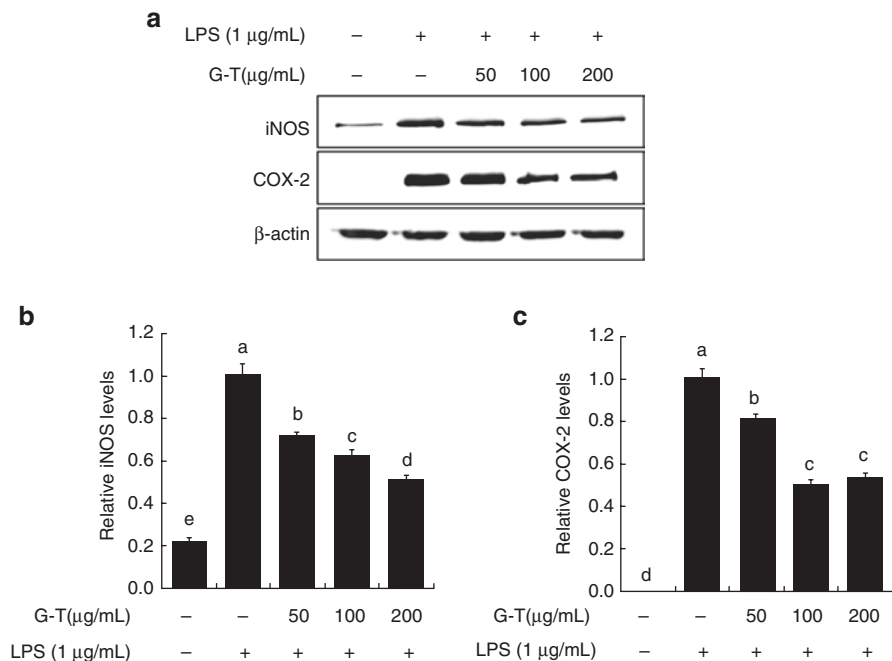 a
LPS (1 μg/mL) – + + + +
G-T(μg/mL) – – 50 100 200
iNOS
COX-2
β-actin
b
Relative iNOS levels
1.2
1.0
0.8
0.6
0.4
0.2
0.0
e a b c d
G-T(μg/mL) – – 50 100 200
LPS (1 μg/mL) – + + + +
c
Relative COX-2 levels
1.2
1.0
0.8
0.6
0.4
0.2
0.0
d a b c c
G-T(μg/mL) – – 50 100 200
LPS (1 μg/mL) – + + + +